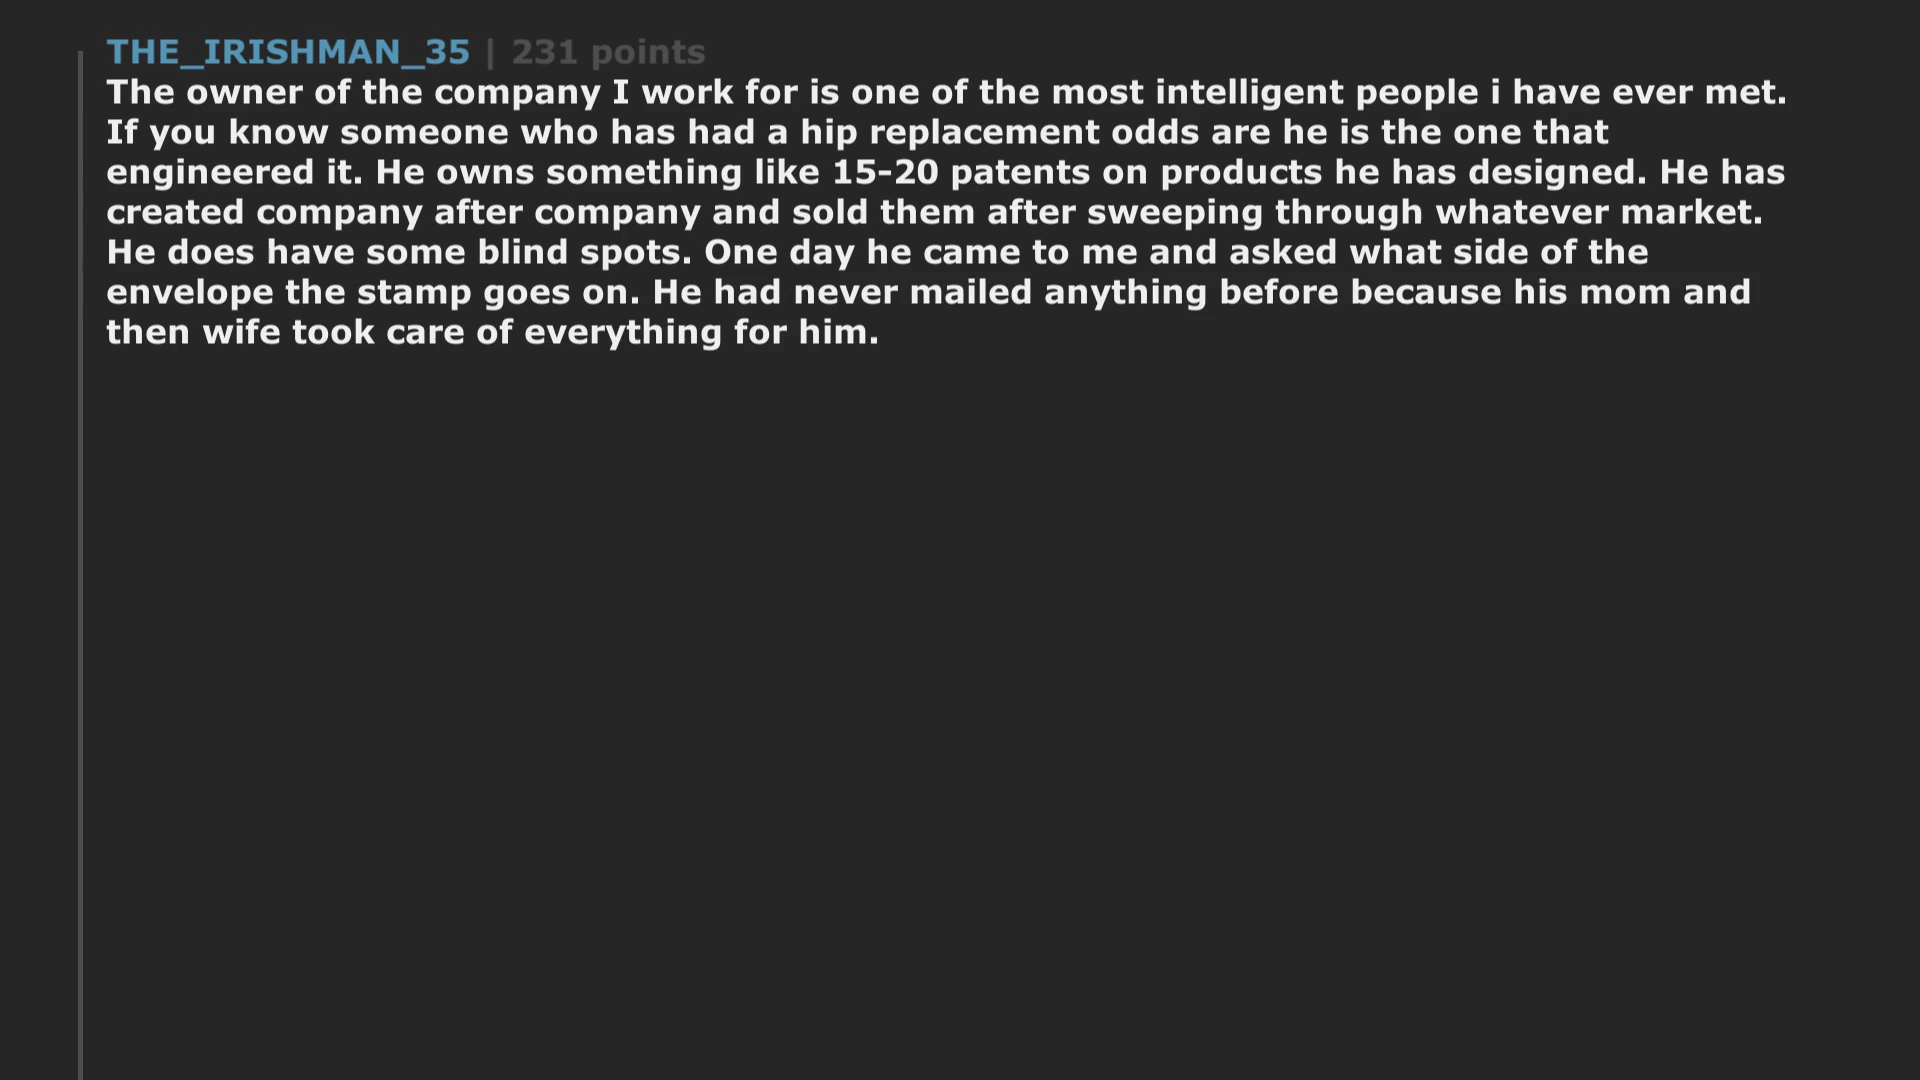 THE_IRISHMAN_35 | 231 points
The owner of the company I work for is one of the most intelligent people i have ever met.
If you know someone who has had a hip replacement odds are he is the one that
engineered it. He owns something like 15-20 patents on products he has designed. He has
created company after company and sold them after sweeping through whatever market.
He does have some blind spots. One day he came to me and asked what side of the
envelope the stamp goes on. He had never mailed anything before because his mom and
then wife took care of everything for him.